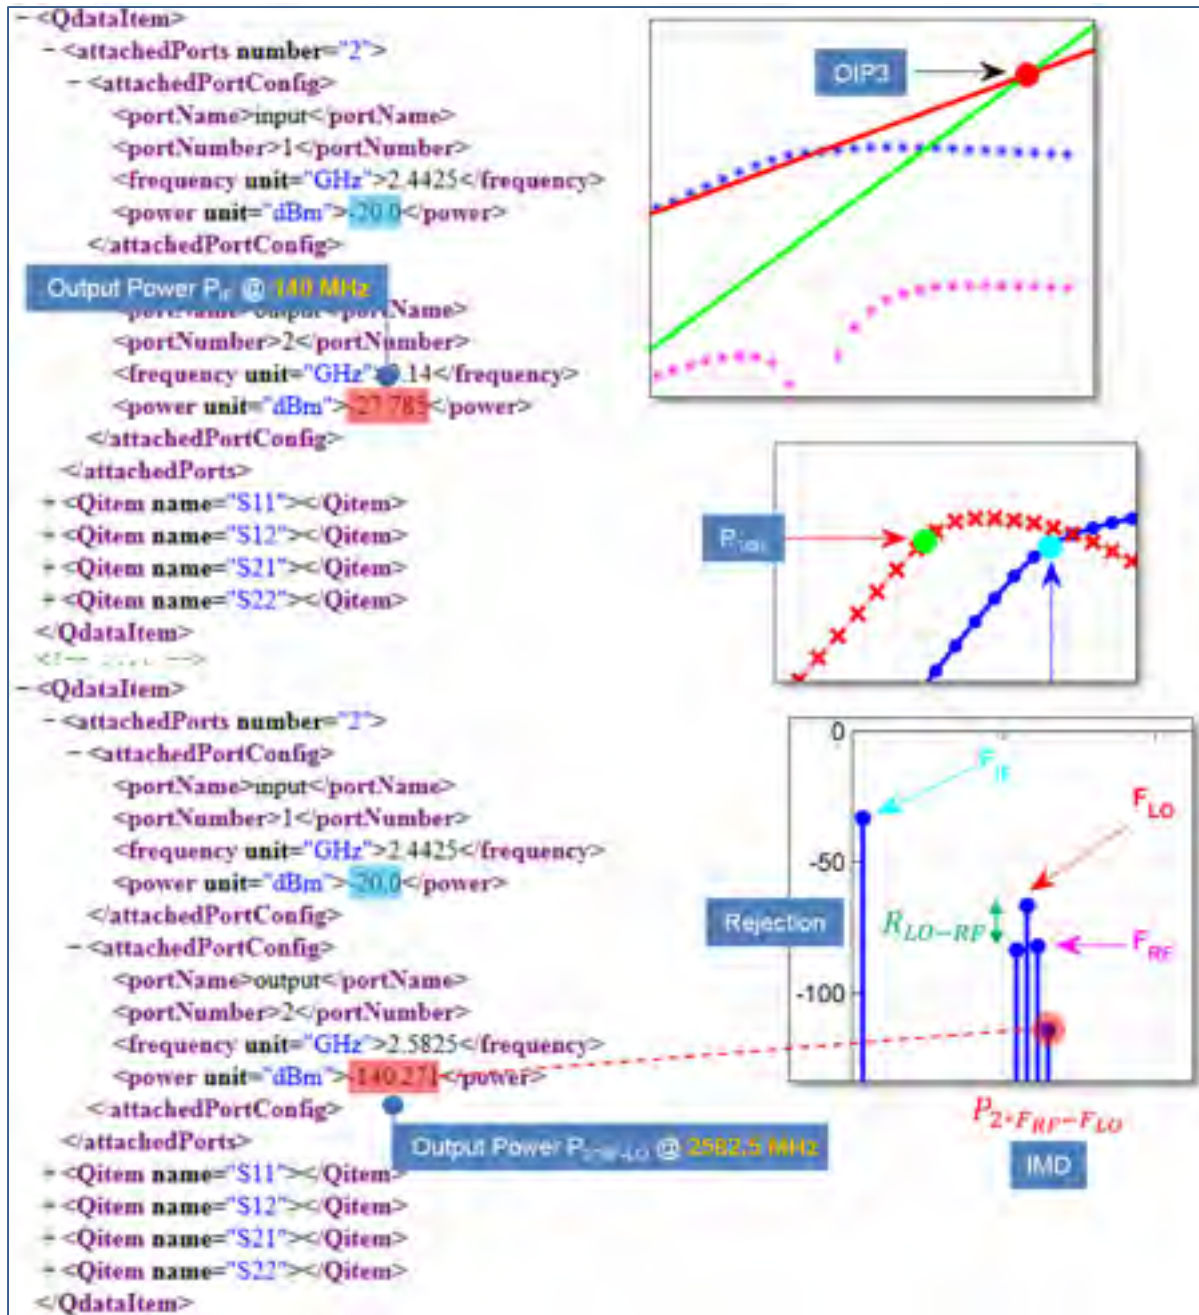 − <QdataItem>
− <attachedPorts number="2">
− <attachedPortConfig>
<portName>input</portName>
<portNumber>1</portNumber>
<frequency unit="GHz">2.4425</frequency>
<power unit="dBm">-20.0</power>
</attachedPortConfig>
Output Power P_IF @ 140 MHz
<portNumber>2</portNumber>
<frequency unit="GHz" .14</frequency>
<power unit="dBm">-27.785</power>
</attachedPortConfig>
</attachedPorts>
+ <Qitem name="S11"></Qitem>
+ <Qitem name="S12"></Qitem>
+ <Qitem name="S21"></Qitem>
+ <Qitem name="S22"></Qitem>
</QdataItem>
− <QdataItem>
− <attachedPorts number="2">
− <attachedPortConfig>
<portName>input</portName>
<portNumber>1</portNumber>
<frequency unit="GHz">2.4425</frequency>
<power unit="dBm">-20.0</power>
</attachedPortConfig>
− <attachedPortConfig>
<portName>output</portName>
<portNumber>2</portNumber>
<frequency unit="GHz">2.5825</frequency>
<power unit="dBm">-140.271</power>
</attachedPortConfig>
Output Power @ 2582.5 MHz
</attachedPorts>
+ <Qitem name="S11"></Qitem>
+ <Qitem name="S12"></Qitem>
+ <Qitem name="S21"></Qitem>
+ <Qitem name="S22"></Qitem>
</QdataItem>
OIP3
P1dB
0
F_IF
F_LO
-50
Rejection
R_LO−RF
F_RF
-100
P_2*F_RF−F_LO
IMD